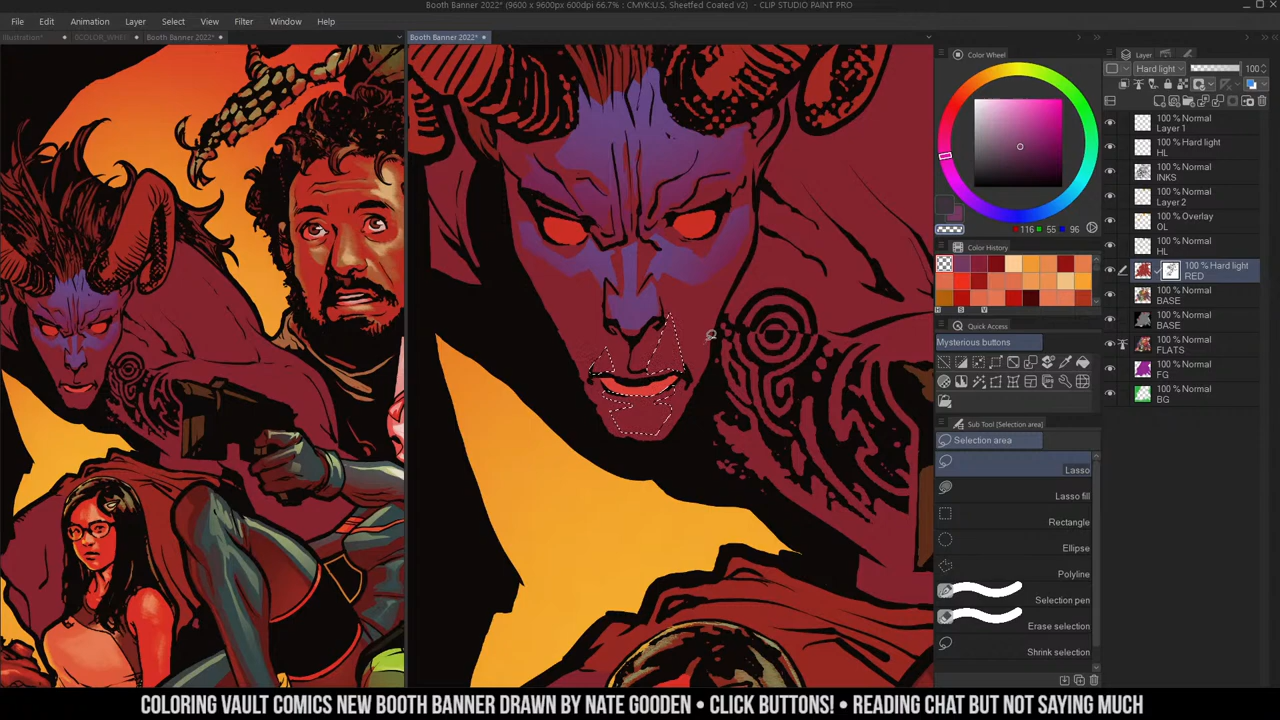 Booth Banner 2022* (9600 x 9600px 600dpi 66.7% : CMYK:U.S. Sheetfed Coated v2) - CLIP STUDIO PAINT PRO
File Edit Animation Layer Select View Filter Window Help
Illustration* 5COLOR_WHE Booth Banner 2022* Booth Banner 2022*
Color Wheel
116 55 96
Color History
H S V
Quick Access
Mysterious buttons
Sub Tool [Selection area]
Selection area
Lasso
Lasso fill
Rectangle
Ellipse
Polyline
Selection pen
Erase selection
Shrink selection
Layer
Hard light 100
100 % Normal
Layer 1
100 % Hard light
HL
100 % Normal
INKS
100 % Normal
Layer 2
100 % Overlay
OL
100 % Normal
HL
100 % Hard light
RED
100 % Normal
BASE
100 % Normal
BASE
100 % Normal
FLATS
100 % Normal
FG
100 % Normal
BG
COLORING VAULT COMICS NEW BOOTH BANNER DRAWN BY NATE GOODEN • CLICK BUTTONS! • READING CHAT BUT NOT SAYING MUCH